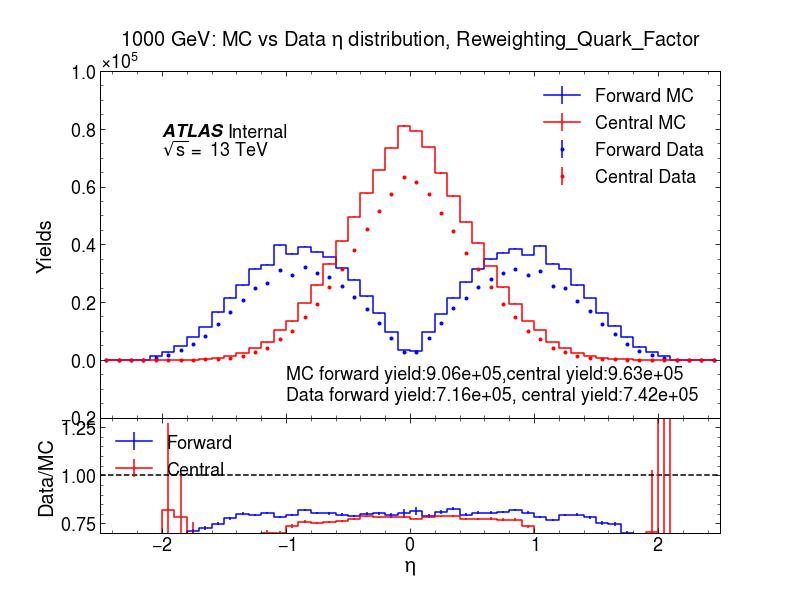 1000 GeV: MC vs Data η distribution, Reweighting_Quark_Factor
×10⁵
1.0
0.8
0.6
0.4
0.2
0.0
0.2
Yields
ATLAS Internal
√s = 13 TeV
Forward MC
Central MC
Forward Data
Central Data
MC forward yield:9.06e+05,central yield:9.63e+05
Data forward yield:7.16e+05, central yield:7.42e+05
1.25
1.00
0.75
Data/MC
Forward
Central
−2 −1 0 1 2
η